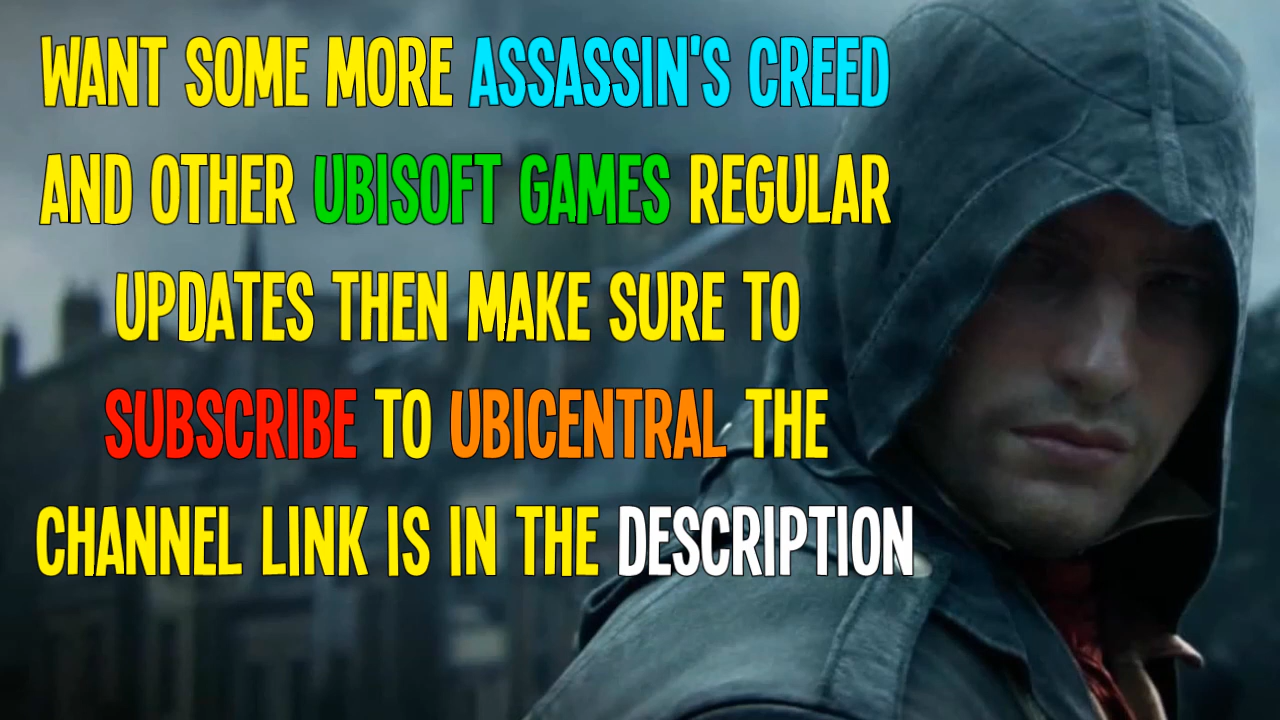 WANT SOME MORE ASSASSIN'S CREED
AND OTHER UBISOFT GAMES REGULAR
UPDATES THEN MAKE SURE TO
SUBSCRIBE TO UBICENTRAL THE
CHANNEL LINK IS IN THE DESCRIPTION